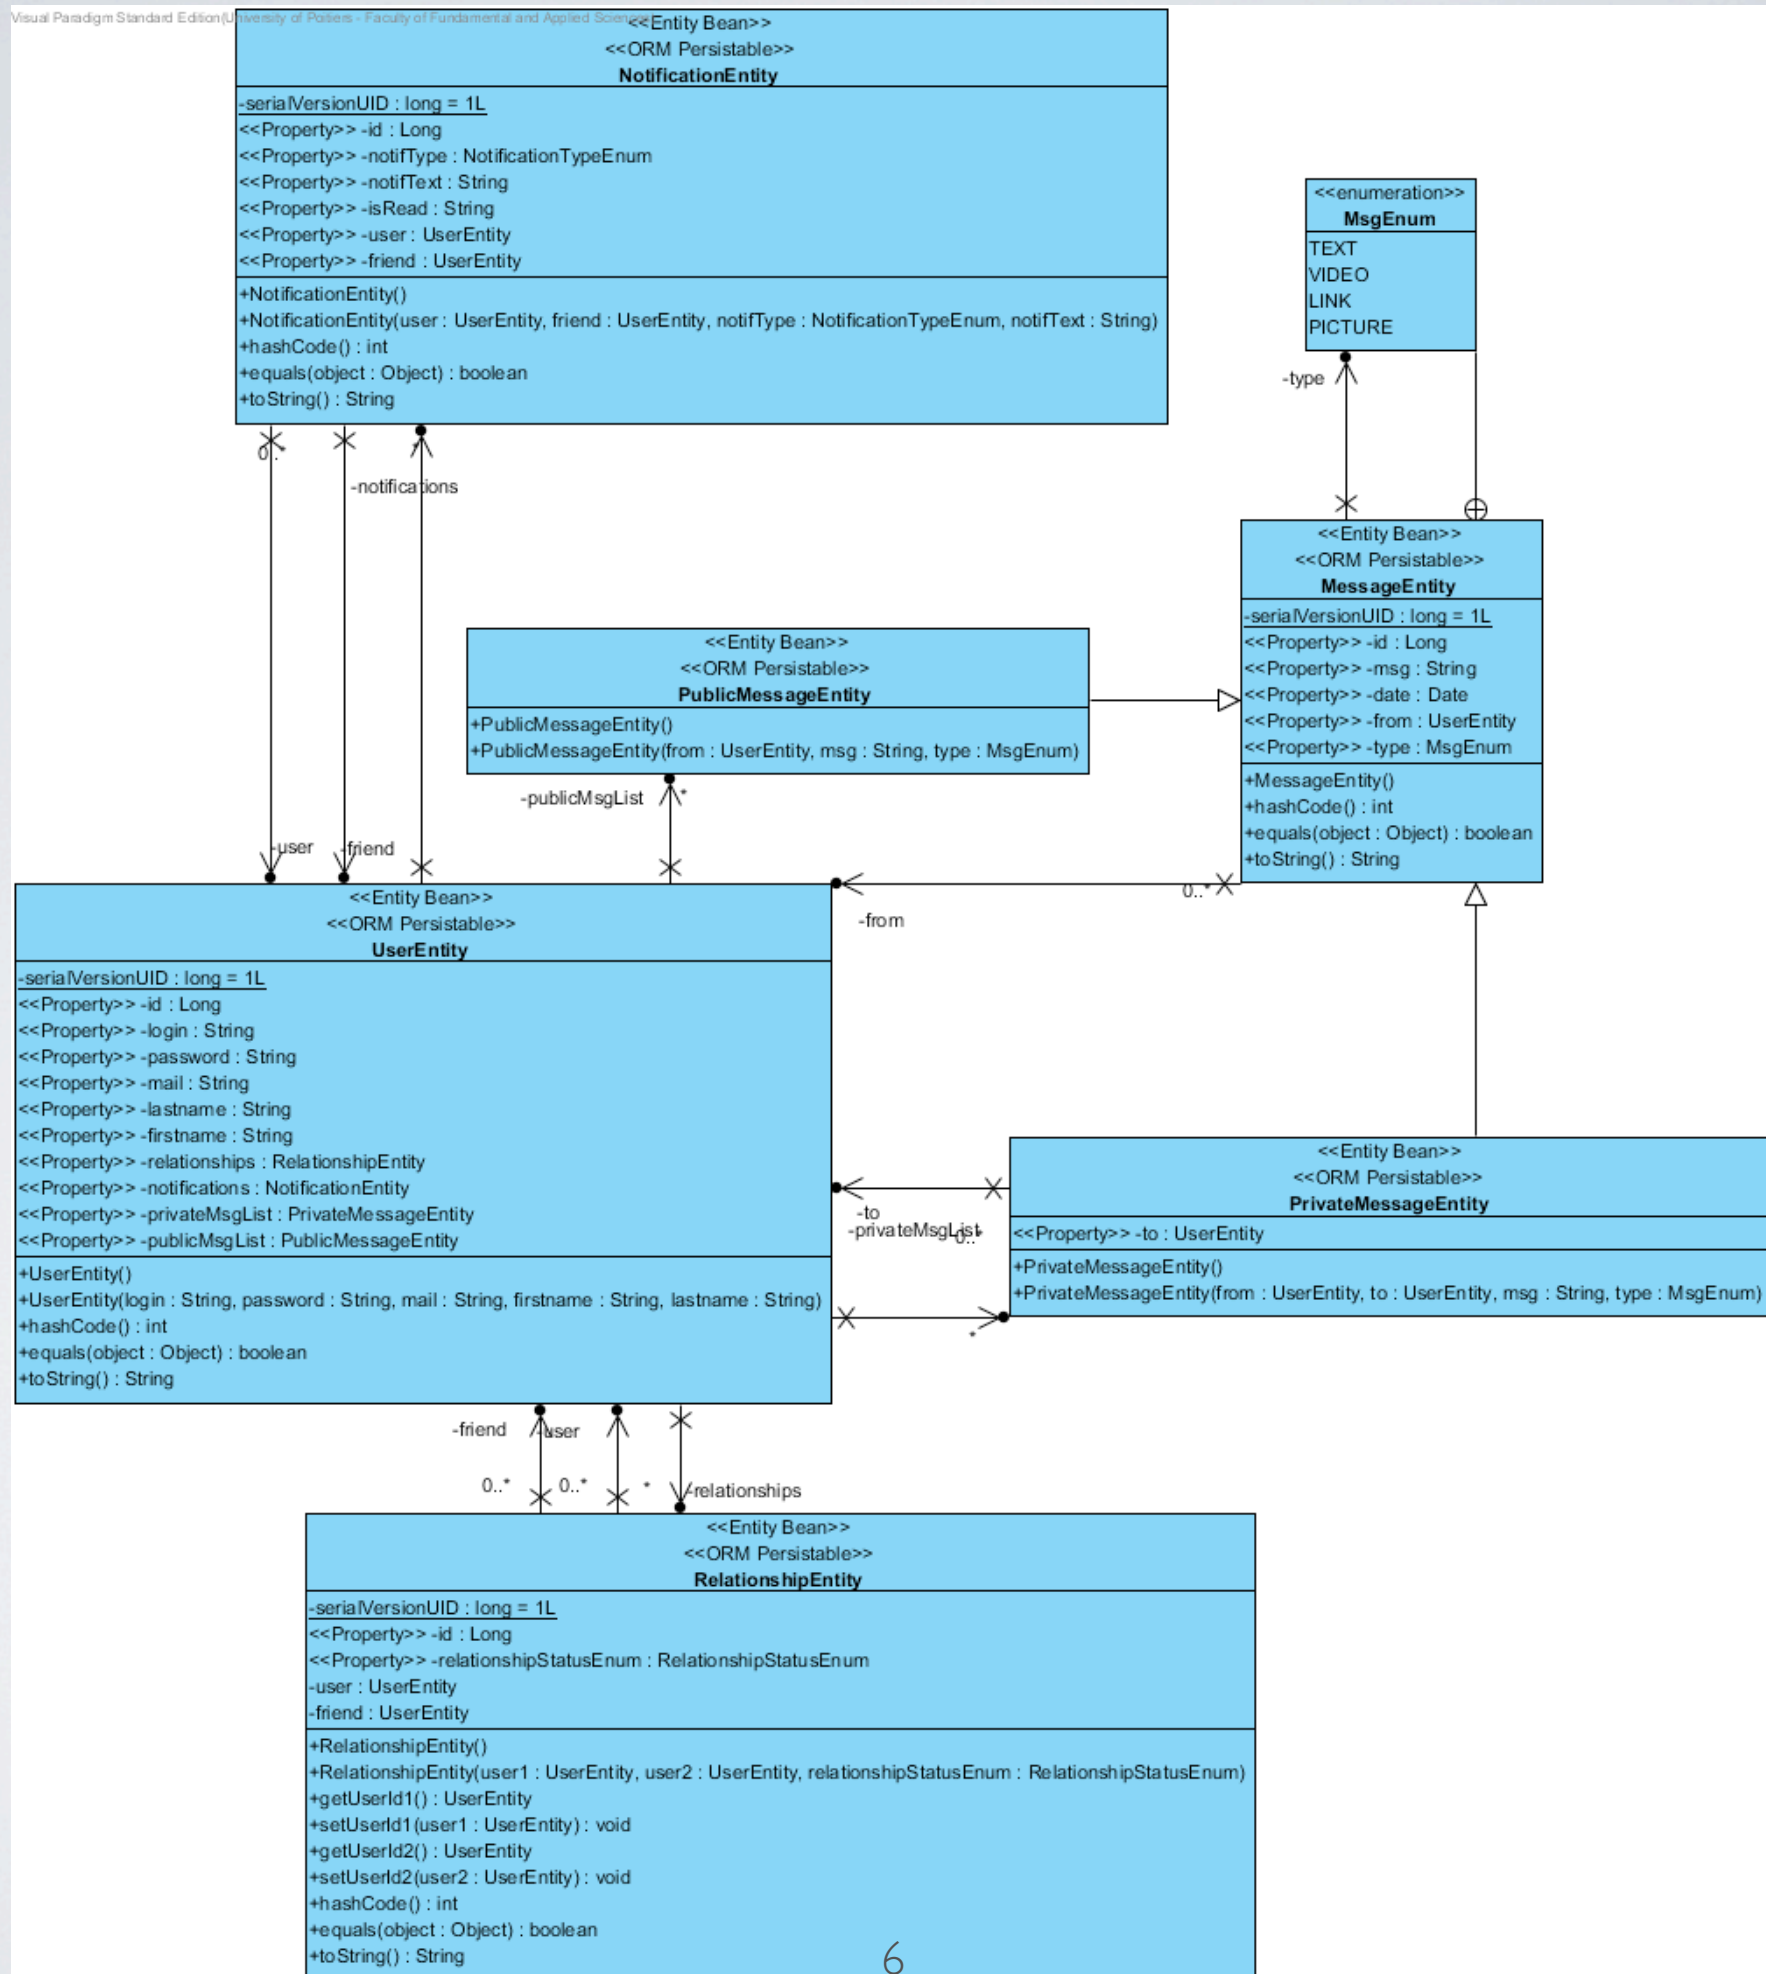 Visual Paradigm Standard Edition(University of Poitiers - Faculty of Fundamental and Applied Sciences)
<<Entity Bean>>
<<ORM Persistable>>
NotificationEntity
-serialVersionUID : long = 1L
<<Property>> -id : Long
<<Property>> -notifType : NotificationTypeEnum
<<Property>> -notifText : String
<<Property>> -isRead : String
<<Property>> -user : UserEntity
<<Property>> -friend : UserEntity
+NotificationEntity()
+NotificationEntity(user : UserEntity, friend : UserEntity, notifType : NotificationTypeEnum, notifText : String)
+hashCode() : int
+equals(object : Object) : boolean
+toString() : String
<<enumeration>>
MsgEnum
TEXT
VIDEO
LINK
PICTURE
-type
0..*
*
-notifications
<<Entity Bean>>
<<ORM Persistable>>
MessageEntity
-serialVersionUID : long = 1L
<<Property>> -id : Long
<<Property>> -msg : String
<<Property>> -date : Date
<<Property>> -from : UserEntity
<<Property>> -type : MsgEnum
+MessageEntity()
+hashCode() : int
+equals(object : Object) : boolean
+toString() : String
<<Entity Bean>>
<<ORM Persistable>>
PublicMessageEntity
+PublicMessageEntity()
+PublicMessageEntity(from : UserEntity, msg : String, type : MsgEnum)
-publicMsgList
*
-user
-friend
0..*
-from
<<Entity Bean>>
<<ORM Persistable>>
UserEntity
-serialVersionUID : long = 1L
<<Property>> -id : Long
<<Property>> -login : String
<<Property>> -password : String
<<Property>> -mail : String
<<Property>> -lastname : String
<<Property>> -firstname : String
<<Property>> -relationships : RelationshipEntity
<<Property>> -notifications : NotificationEntity
<<Property>> -privateMsgList : PrivateMessageEntity
<<Property>> -publicMsgList : PublicMessageEntity
+UserEntity()
+UserEntity(login : String, password : String, mail : String, firstname : String, lastname : String)
+hashCode() : int
+equals(object : Object) : boolean
+toString() : String
-to
-privateMsgList
0..*
*
<<Entity Bean>>
<<ORM Persistable>>
PrivateMessageEntity
<<Property>> -to : UserEntity
+PrivateMessageEntity()
+PrivateMessageEntity(from : UserEntity, to : UserEntity, msg : String, type : MsgEnum)
-friend
-user
0..*
0..*
*
-relationships
<<Entity Bean>>
<<ORM Persistable>>
RelationshipEntity
-serialVersionUID : long = 1L
<<Property>> -id : Long
<<Property>> -relationshipStatusEnum : RelationshipStatusEnum
-user : UserEntity
-friend : UserEntity
+RelationshipEntity()
+RelationshipEntity(user1 : UserEntity, user2 : UserEntity, relationshipStatusEnum : RelationshipStatusEnum)
+getUserId1() : UserEntity
+setUserId1(user1 : UserEntity) : void
+getUserId2() : UserEntity
+setUserId2(user2 : UserEntity) : void
+hashCode() : int
+equals(object : Object) : boolean
+toString() : String
6